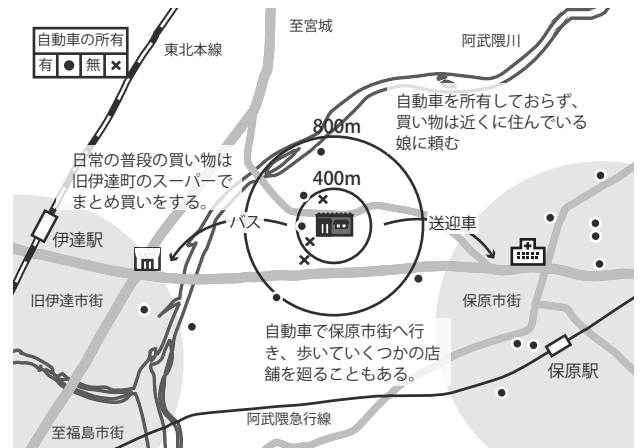 自動車の所有
有 ● 無 ×
東北本線
至宮城
阿武隈川
自動車を所有しておらず、
買い物は近くに住んでいる
娘に頼む
800m
日常の普段の買い物は
旧伊達町のスーパーで
まとめ買いをする。
400m
バス
送迎車
伊達駅
旧伊達市街
保原市街
自動車で保原市街へ行
き、歩いていくつかの店
舗を廻ることもある。
保原駅
阿武隈急行線
至福島市街